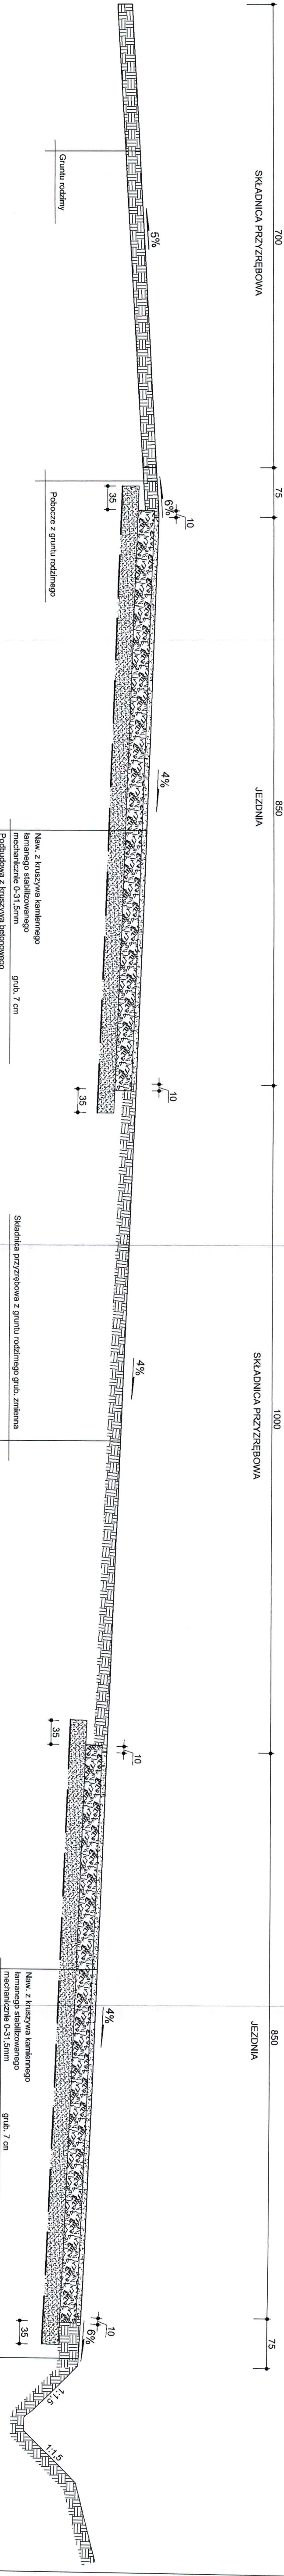 700
SKŁADNICA PRZYZRĘBOWA
75
850
JEZDNIA
1000
SKŁADNICA PRZYZRĘBOWA
850
JEZDNIA
75
5%
6%
10
35
4%
10
35
4%
10
35
4%
10
6%
35
1:1,5
1:1,5
Gruntu rodzimy
Pobocze z gruntu rodzimego
Naw. z kruszywa kamiennego
łamanego stabilizowanego
mechanicznie 0-31,5mm grub. 7 cm
Podbudowa z kruszywa betonowego
Składnica przyzrębowa z gruntu rodzimego grub. zmienna
Naw. z kruszywa kamiennego
łamanego stabilizowanego
mechanicznie 0-31,5mm grub. 7 cm